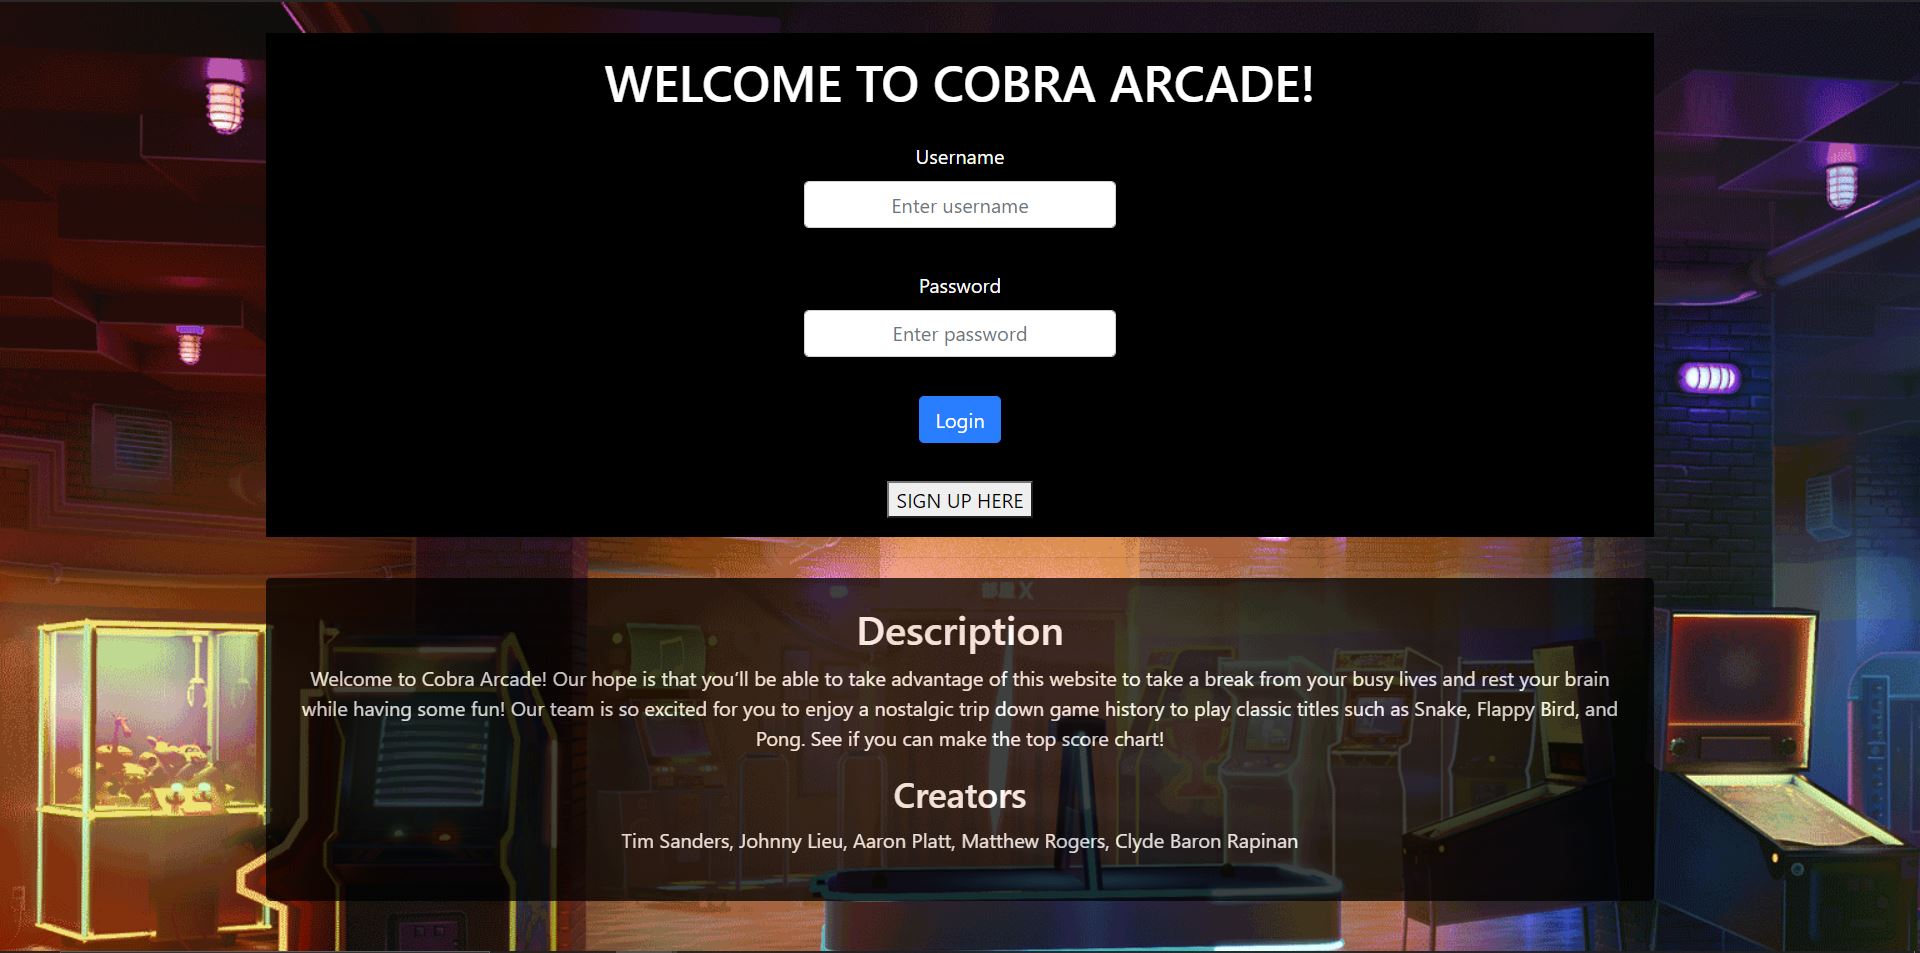 WELCOME TO COBRA ARCADE!
Username
Enter username
Password
Enter password
Login
SIGN UP HERE
Description
Welcome to Cobra Arcade! Our hope is that you’ll be able to take advantage of this website to take a break from your busy lives and rest your brain
while having some fun! Our team is so excited for you to enjoy a nostalgic trip down game history to play classic titles such as Snake, Flappy Bird, and
Pong. See if you can make the top score chart!
Creators
Tim Sanders, Johnny Lieu, Aaron Platt, Matthew Rogers, Clyde Baron Rapinan